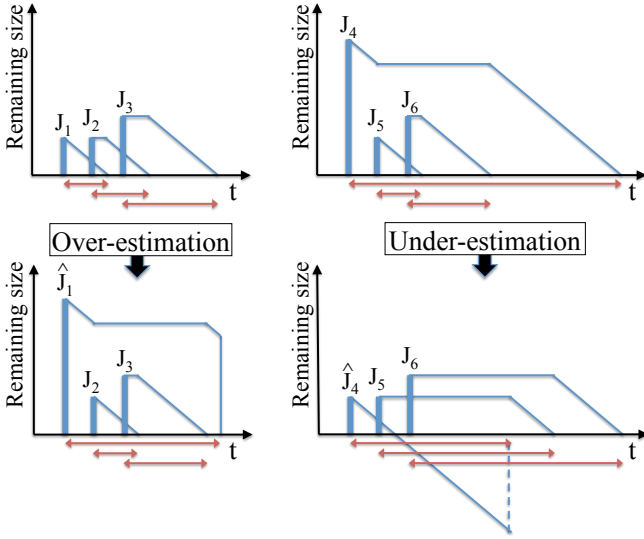 Remaining size
J₁
J₂
J₃
t
Remaining size
J₄
J₅
J₆
t
Over-estimation
Under-estimation
Remaining size
Ĵ₁
J₂
J₃
t
Remaining size
Ĵ₄
J₅
J₆
t